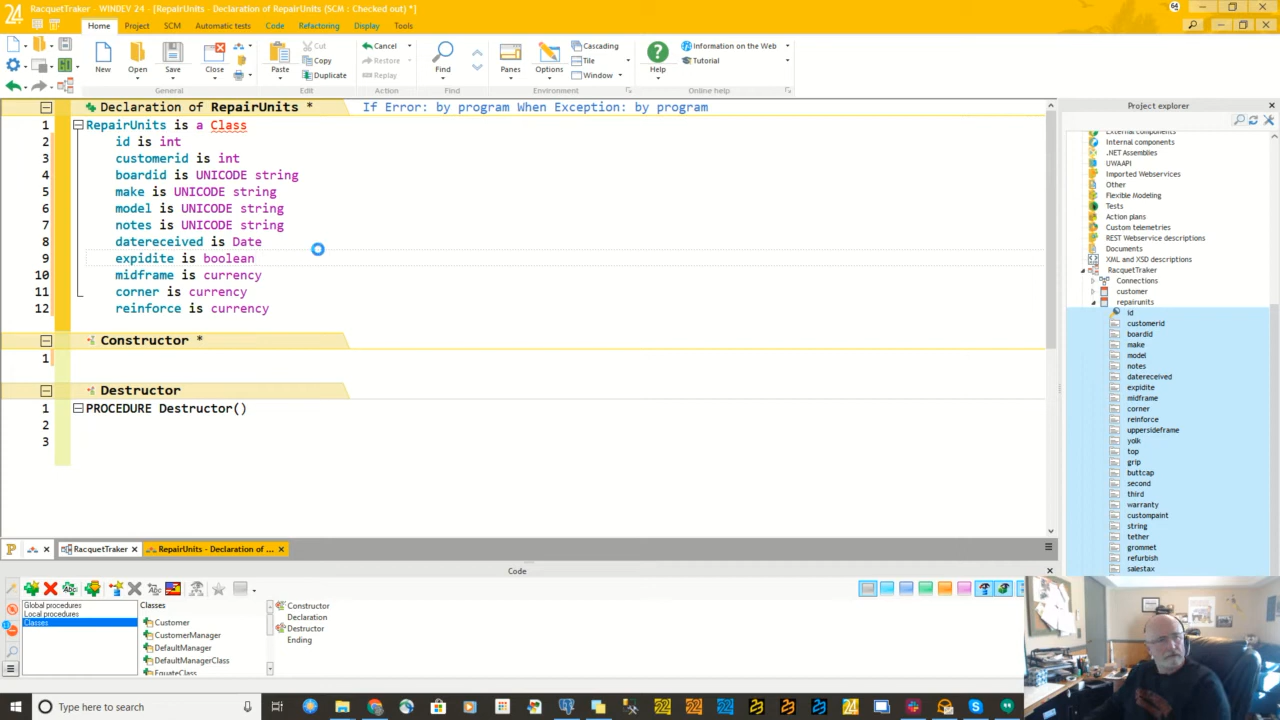 24 RacquetTraker - WINDEV 24 - [RepairUnits - Declaration of RepairUnits (SCM : Checked out) *]
64
Home Project SCM Automatic tests Code Refactoring Display Tools
New Open Save Close
General
Paste
Cut
Copy
Duplicate
Edit
Cancel
Restore
Replay
Cancel
Find
Find
Panes Options
Cascading
Tile
Window
Environment
Help
Information on the Web
Tutorial
Online help
Declaration of RepairUnits * If Error: by program When Exception: by program
1 RepairUnits is a Class
2 id is int
3 customerid is int
4 boardid is UNICODE string
5 make is UNICODE string
6 model is UNICODE string
7 notes is UNICODE string
8 datereceived is Date
9 expidite is boolean
10 midframe is currency
11 corner is currency
12 reinforce is currency
Constructor *
1
Destructor
1 PROCEDURE Destructor()
2
3
Project explorer
External components
Internal components
.NET Assemblies
UWAAPI
Imported Webservices
Other
Flexible Modeling
Tests
Action plans
Custom telemetries
REST Webservice descriptions
Documents
XML and XSD descriptions
RacquetTraker
Connections
customer
repairunits
id
customerid
boardid
make
model
notes
datereceived
expidite
midframe
corner
reinforce
uppersideframe
yolk
top
grip
buttcap
second
third
warranty
custompaint
string
tether
grommet
refurbish
salestax
RacquetTraker RepairUnits - Declaration of ...
Code
Global procedures
Local procedures
Classes
Classes
Customer
CustomerManager
DefaultManager
DefaultManagerClass
EquateClass
Constructor
Declaration
Destructor
Ending
Type here to search